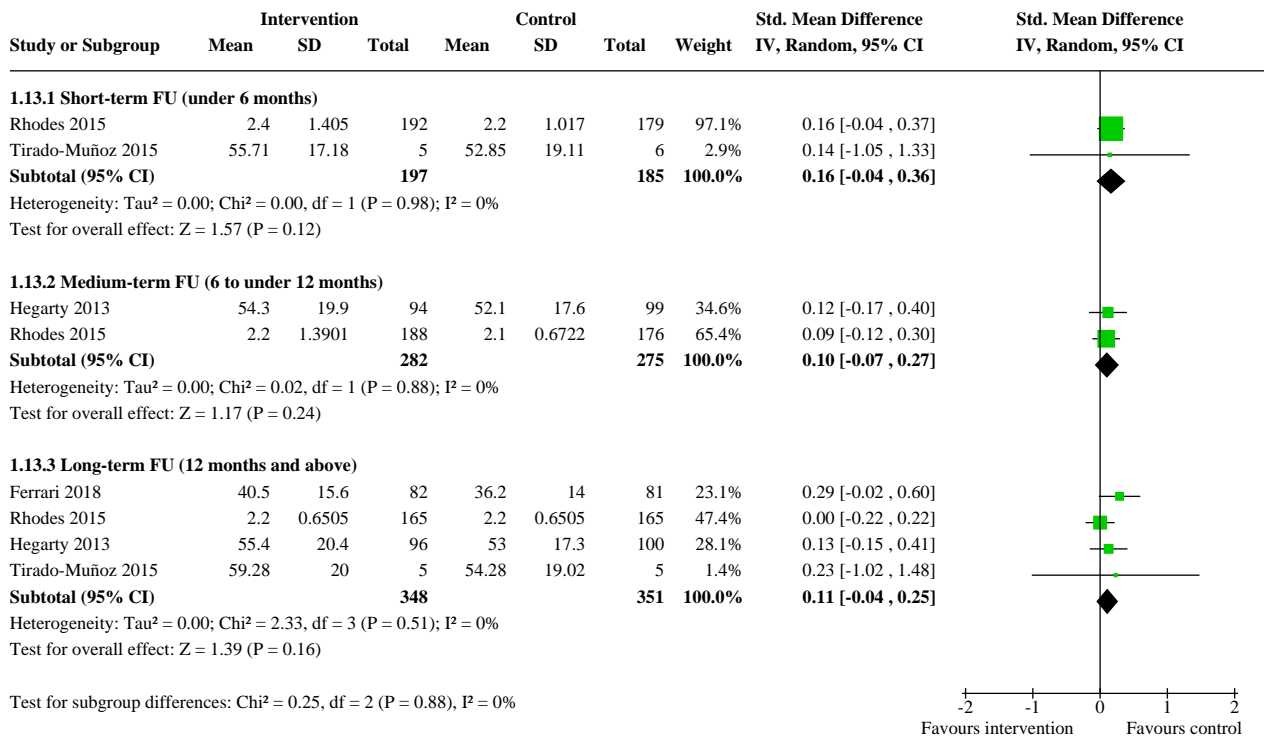 Intervention Control Std. Mean Difference Std. Mean Difference
Study or Subgroup Mean SD Total Mean SD Total Weight IV, Random, 95% CI IV, Random, 95% CI
1.13.1 Short-term FU (under 6 months)
Rhodes 2015 2.4 1.405 192 2.2 1.017 179 97.1% 0.16 [-0.04 , 0.37]
Tirado-Muñoz 2015 55.71 17.18 5 52.85 19.11 6 2.9% 0.14 [-1.05 , 1.33]
Subtotal (95% CI) 197 185 100.0% 0.16 [-0.04 , 0.36]
Heterogeneity: Tau² = 0.00; Chi² = 0.00, df = 1 (P = 0.98); I² = 0%
Test for overall effect: Z = 1.57 (P = 0.12)
1.13.2 Medium-term FU (6 to under 12 months)
Hegarty 2013 54.3 19.9 94 52.1 17.6 99 34.6% 0.12 [-0.17 , 0.40]
Rhodes 2015 2.2 1.3901 188 2.1 0.6722 176 65.4% 0.09 [-0.12 , 0.30]
Subtotal (95% CI) 282 275 100.0% 0.10 [-0.07 , 0.27]
Heterogeneity: Tau² = 0.00; Chi² = 0.02, df = 1 (P = 0.88); I² = 0%
Test for overall effect: Z = 1.17 (P = 0.24)
1.13.3 Long-term FU (12 months and above)
Ferrari 2018 40.5 15.6 82 36.2 14 81 23.1% 0.29 [-0.02 , 0.60]
Rhodes 2015 2.2 0.6505 165 2.2 0.6505 165 47.4% 0.00 [-0.22 , 0.22]
Hegarty 2013 55.4 20.4 96 53 17.3 100 28.1% 0.13 [-0.15 , 0.41]
Tirado-Muñoz 2015 59.28 20 5 54.28 19.02 5 1.4% 0.23 [-1.02 , 1.48]
Subtotal (95% CI) 348 351 100.0% 0.11 [-0.04 , 0.25]
Heterogeneity: Tau² = 0.00; Chi² = 2.33, df = 3 (P = 0.51); I² = 0%
Test for overall effect: Z = 1.39 (P = 0.16)
Test for subgroup differences: Chi² = 0.25, df = 2 (P = 0.88), I² = 0%
-2 -1 0 1 2
Favours intervention Favours control